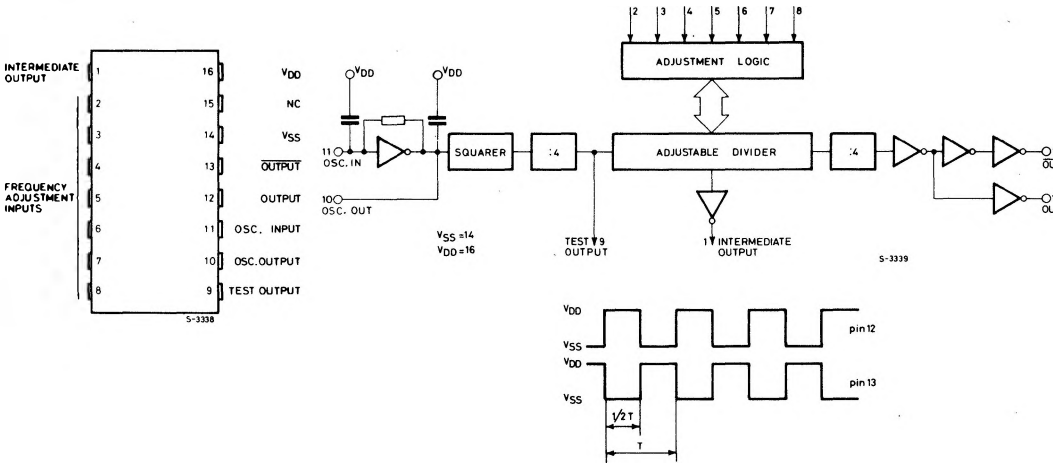 INTERMEDIATE
OUTPUT
FREQUENCY
ADJUSTMENT
INPUTS
1
2
3
4
5
6
7
8
16
15
14
13
12
11
10
9
VDD
NC
VSS
OUTPUT
OUTPUT
OSC. INPUT
OSC.OUTPUT
TEST OUTPUT
S-3338
2 3 4 5 6 7 8
ADJUSTMENT LOGIC
VDD
VDD
11
OSC. IN
SQUARER
:4
ADJUSTABLE DIVIDER
:4
10
OSC. OUT
VSS =14
VDD =16
TEST 9
OUTPUT
1 INTERMEDIATE
OUTPUT
S-3339
VDD
VSS
pin 12
VDD
VSS
pin 13
1/2 T
T